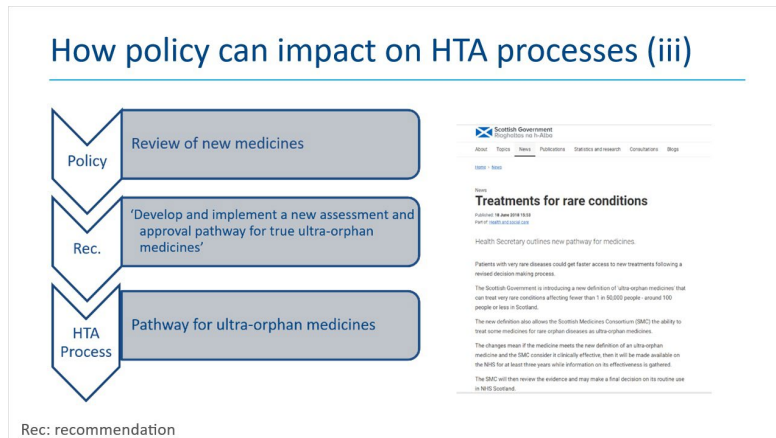 How policy can impact on HTA processes (iii)
Policy
Review of new medicines
Rec.
'Develop and implement a new assessment and
approval pathway for true ultra-orphan
medicines'
HTA
Process
Pathway for ultra-orphan medicines
Rec: recommendation
Scottish Government
Riaghaltas na h-Alba
About Topics News Publications Statistics and research Consultations Blogs
Home > News
News
Treatments for rare conditions
Published: 18 June 2018 15:53
Part of: Health and social care
Health Secretary outlines new pathway for medicines.
Patients with very rare diseases could get faster access to new treatments following a
revised decision making process.
The Scottish Government is introducing a new definition of 'ultra-orphan medicines' that
can treat very rare conditions affecting fewer than 1 in 50,000 people - around 100
people or less in Scotland.
The new definition also allows the Scottish Medicines Consortium (SMC) the ability to
treat some medicines for rare orphan diseases as ultra-orphan medicines.
The changes mean if the medicine meets the new definition of an ultra-orphan
medicine and the SMC consider it clinically effective, then it will be made available on
the NHS for at least three years while information on its effectiveness is gathered.
The SMC will then review the evidence and may make a final decision on its routine use
in NHS Scotland.